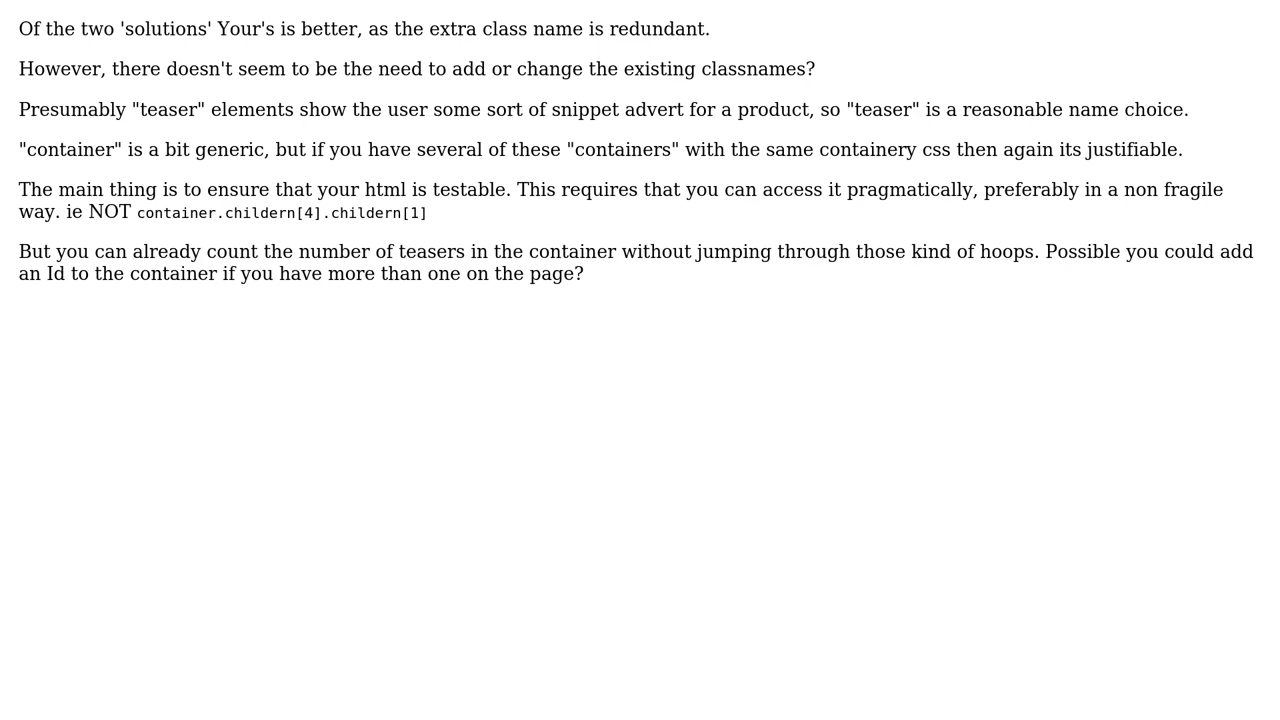 Of the two 'solutions' Your's is better, as the extra class name is redundant.
However, there doesn't seem to be the need to add or change the existing classnames?
Presumably "teaser" elements show the user some sort of snippet advert for a product, so "teaser" is a reasonable name choice.
"container" is a bit generic, but if you have several of these "containers" with the same containery css then again its justifiable.
The main thing is to ensure that your html is testable. This requires that you can access it pragmatically, preferably in a non fragile
way. ie NOT container.childern[4].childern[1]
But you can already count the number of teasers in the container without jumping through those kind of hoops. Possible you could add
an Id to the container if you have more than one on the page?